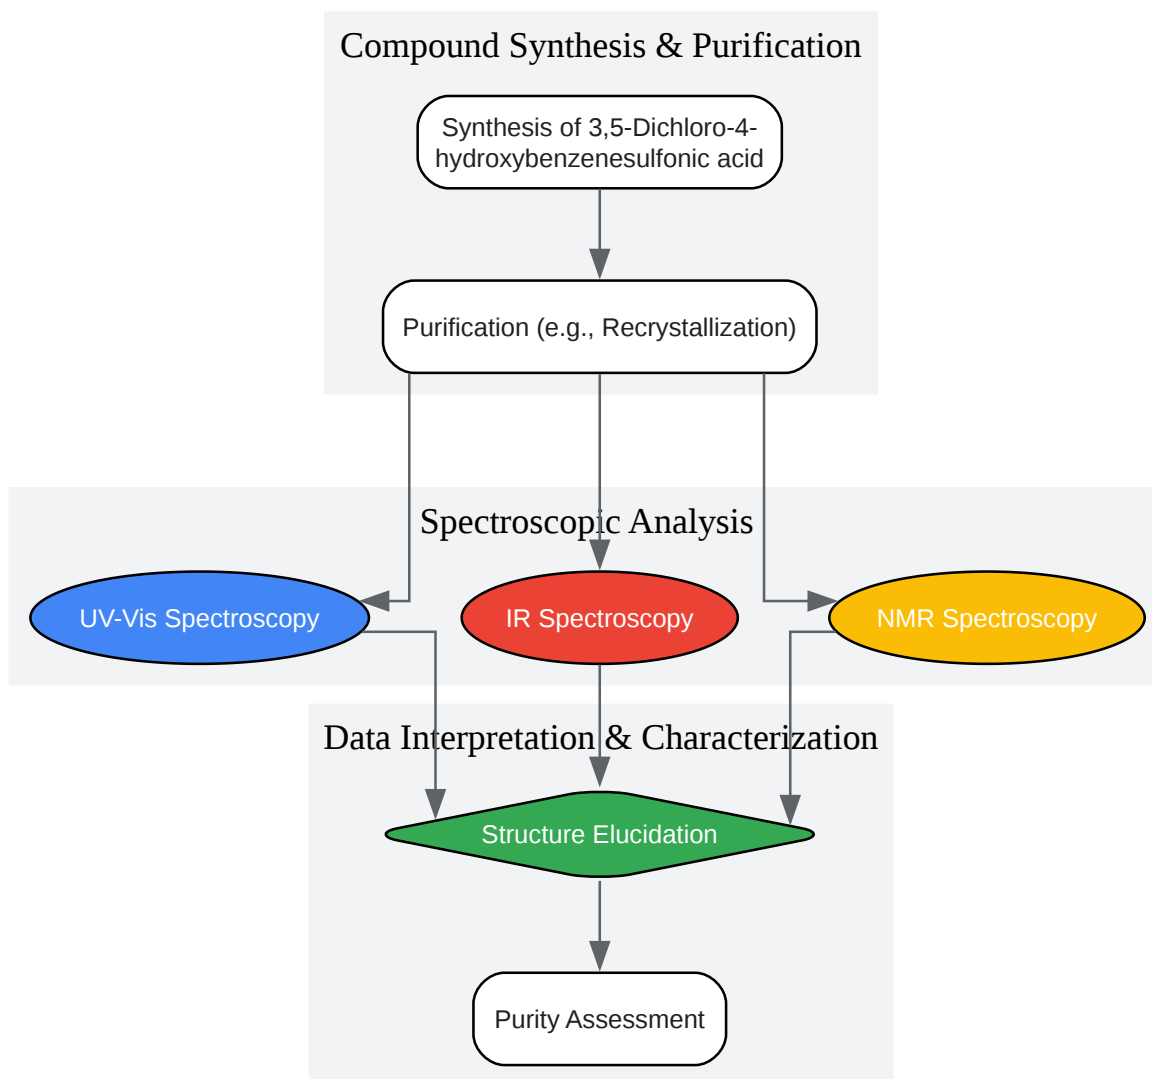 Compound Synthesis & Purification
Synthesis of 3,5-Dichloro-4-
hydroxybenzenesulfonic acid
Purification (e.g., Recrystallization)
Spectroscopic Analysis
UV-Vis Spectroscopy
IR Spectroscopy
NMR Spectroscopy
Data Interpretation & Characterization
Structure Elucidation
Purity Assessment